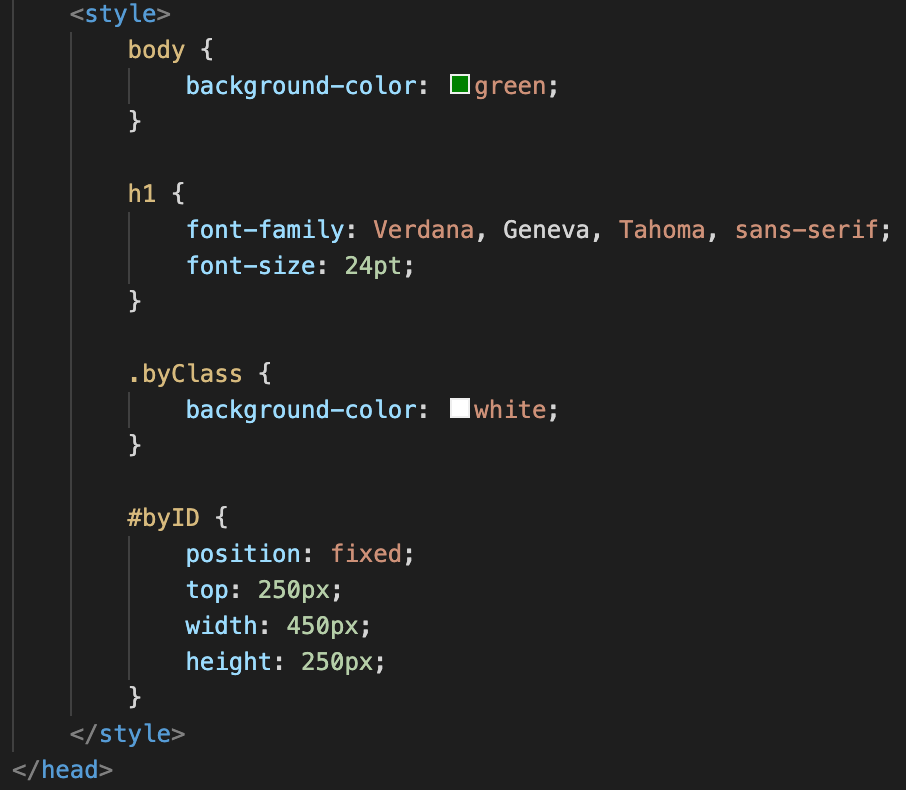 <style>
body {
background-color: green;
}
h1 {
font-family: Verdana, Geneva, Tahoma, sans-serif;
font-size: 24pt;
}
.byClass {
background-color: white;
}
#byID {
position: fixed;
top: 250px;
width: 450px;
height: 250px;
}
</style>
</head>